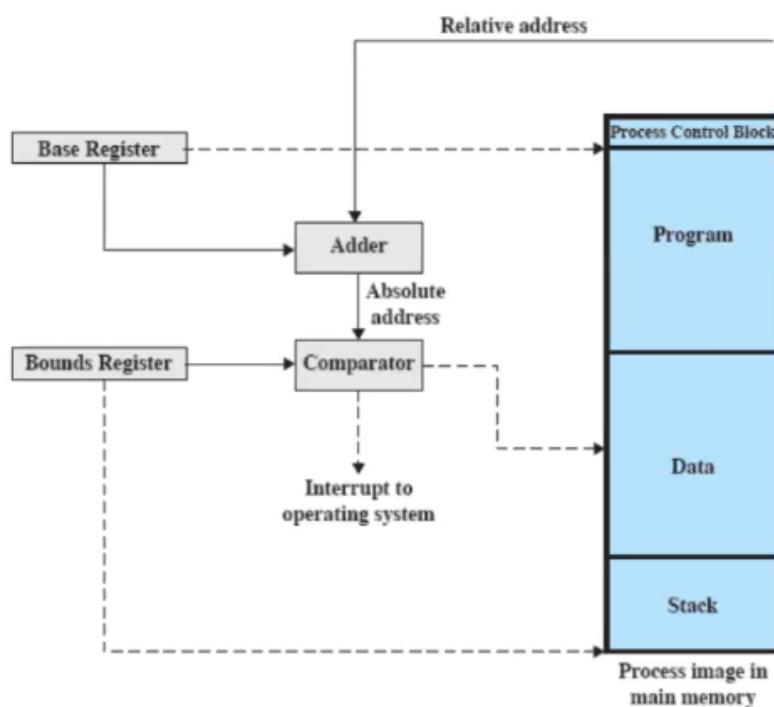 Relative address
Process Control Block
Base Register
Program
Adder
Absolute
address
Bounds Register
Comparator
Data
Interrupt to
operating system
Stack
Process image in
main memory